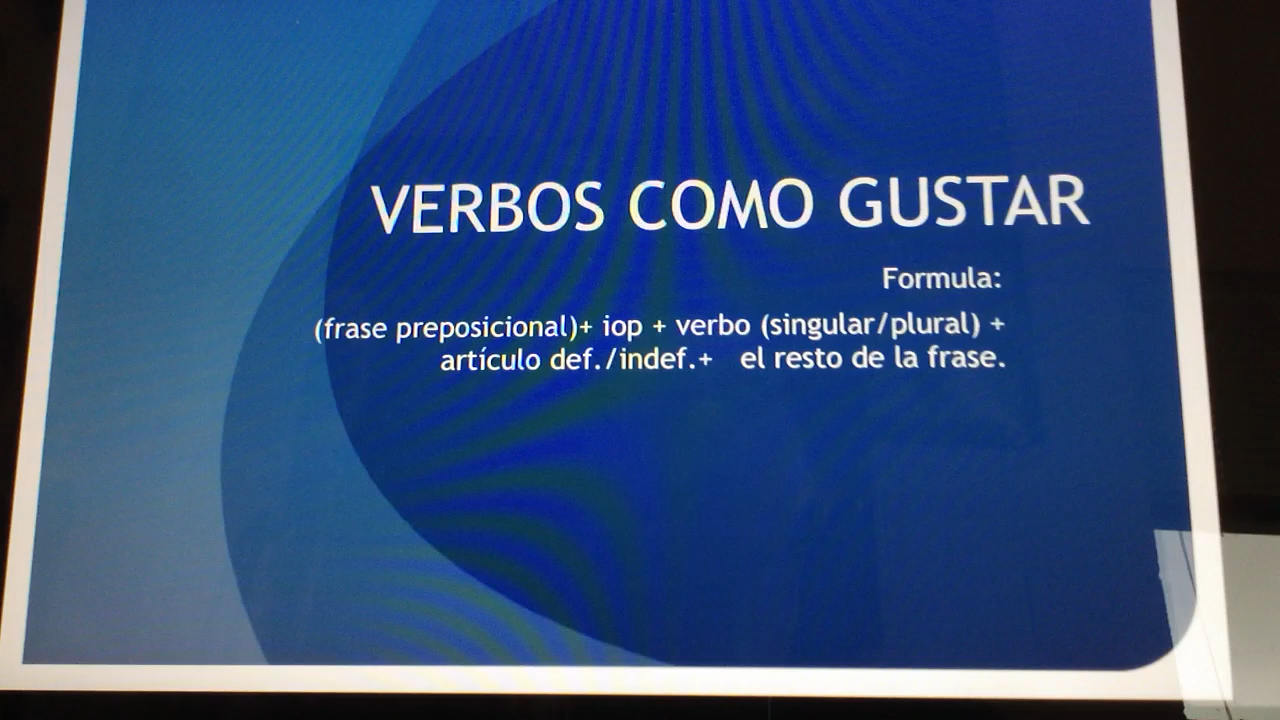 VERBOS COMO GUSTAR
Formula:
(frase preposicional)+ iop + verbo (singular/plural) +
artículo def./indef.+ el resto de la frase.